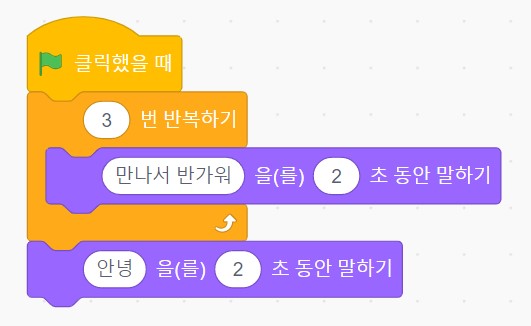 클릭했을 때
3 번 반복하기
만나서 반가워 을(를) 2 초 동안 말하기
안녕 을(를) 2 초 동안 말하기